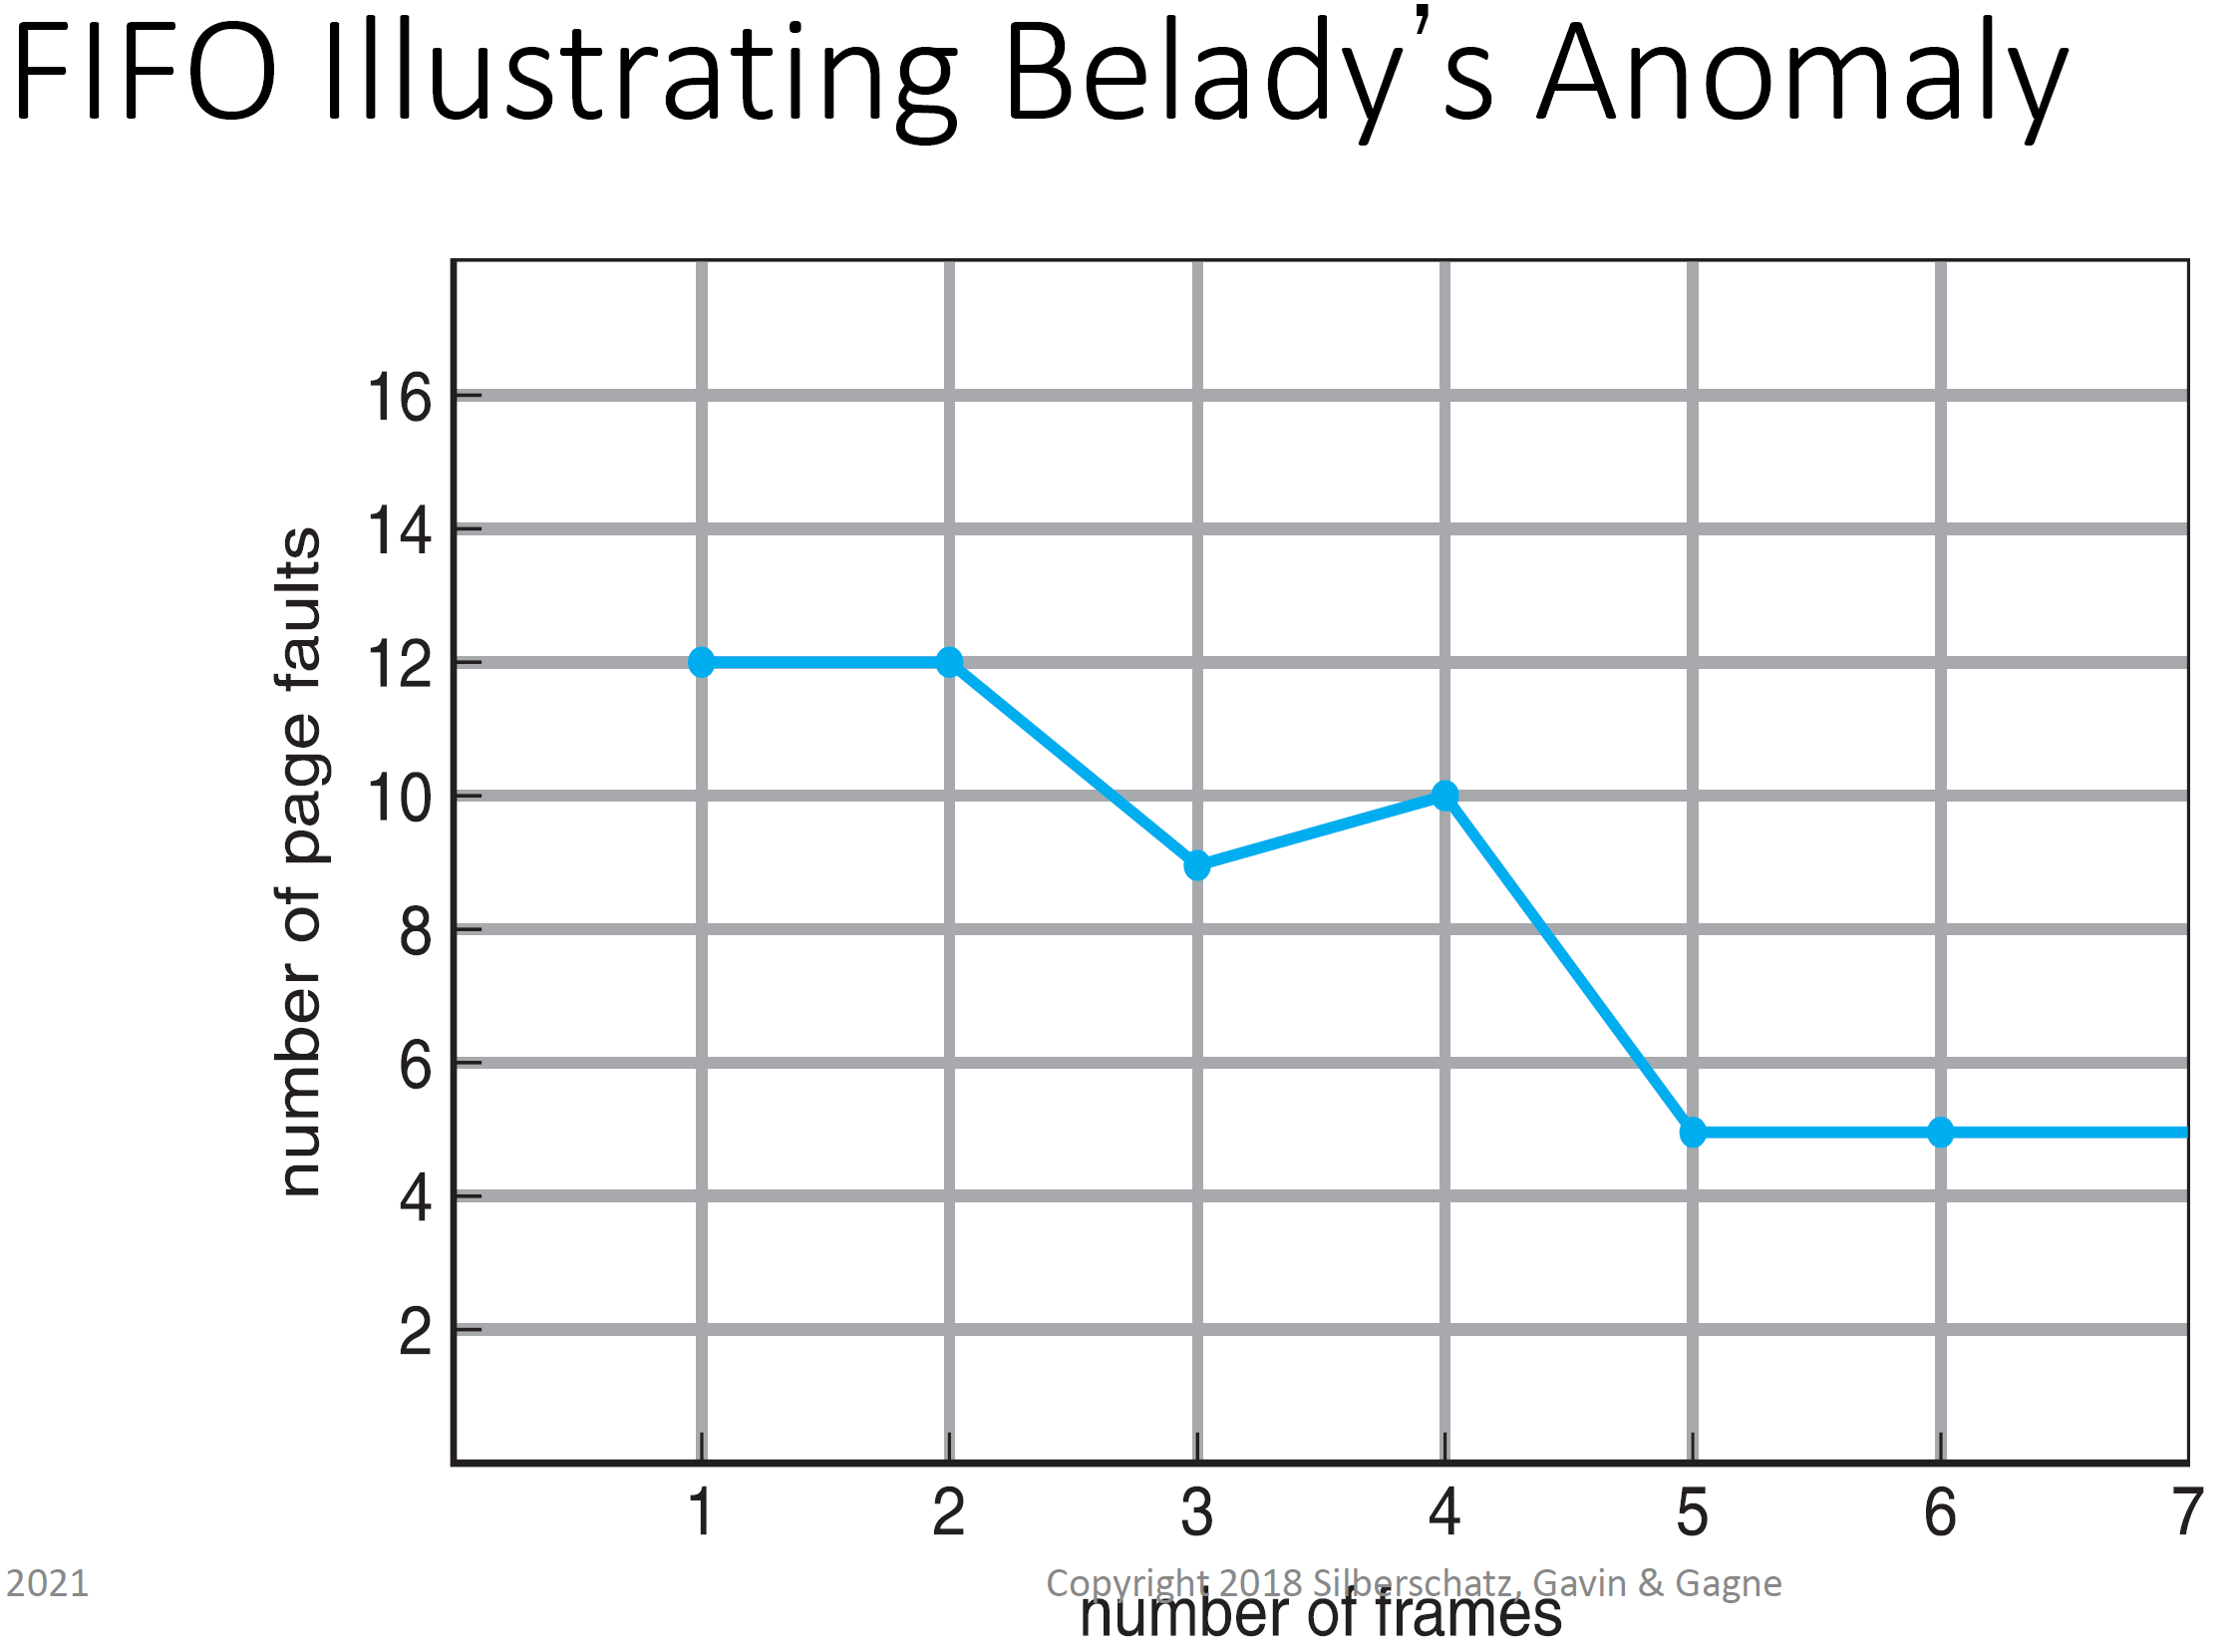 FIFO Illustrating Belady’s Anomaly
number of page faults
16
14
12
10
8
6
4
2
1 2 3 4 5 6 7
2021
Copyright 2018 Silberschatz, Gavin & Gagne
number of frames